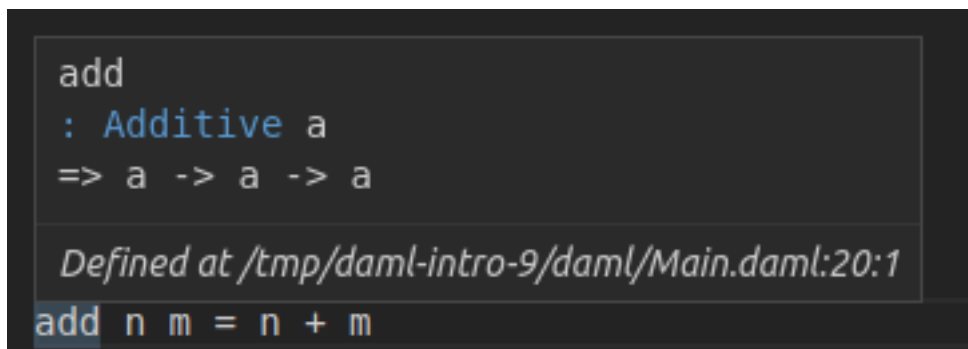 add
: Additive a
=> a -> a -> a
Defined at /tmp/daml-intro-9/daml/Main.daml:20:1
add n m = n + m